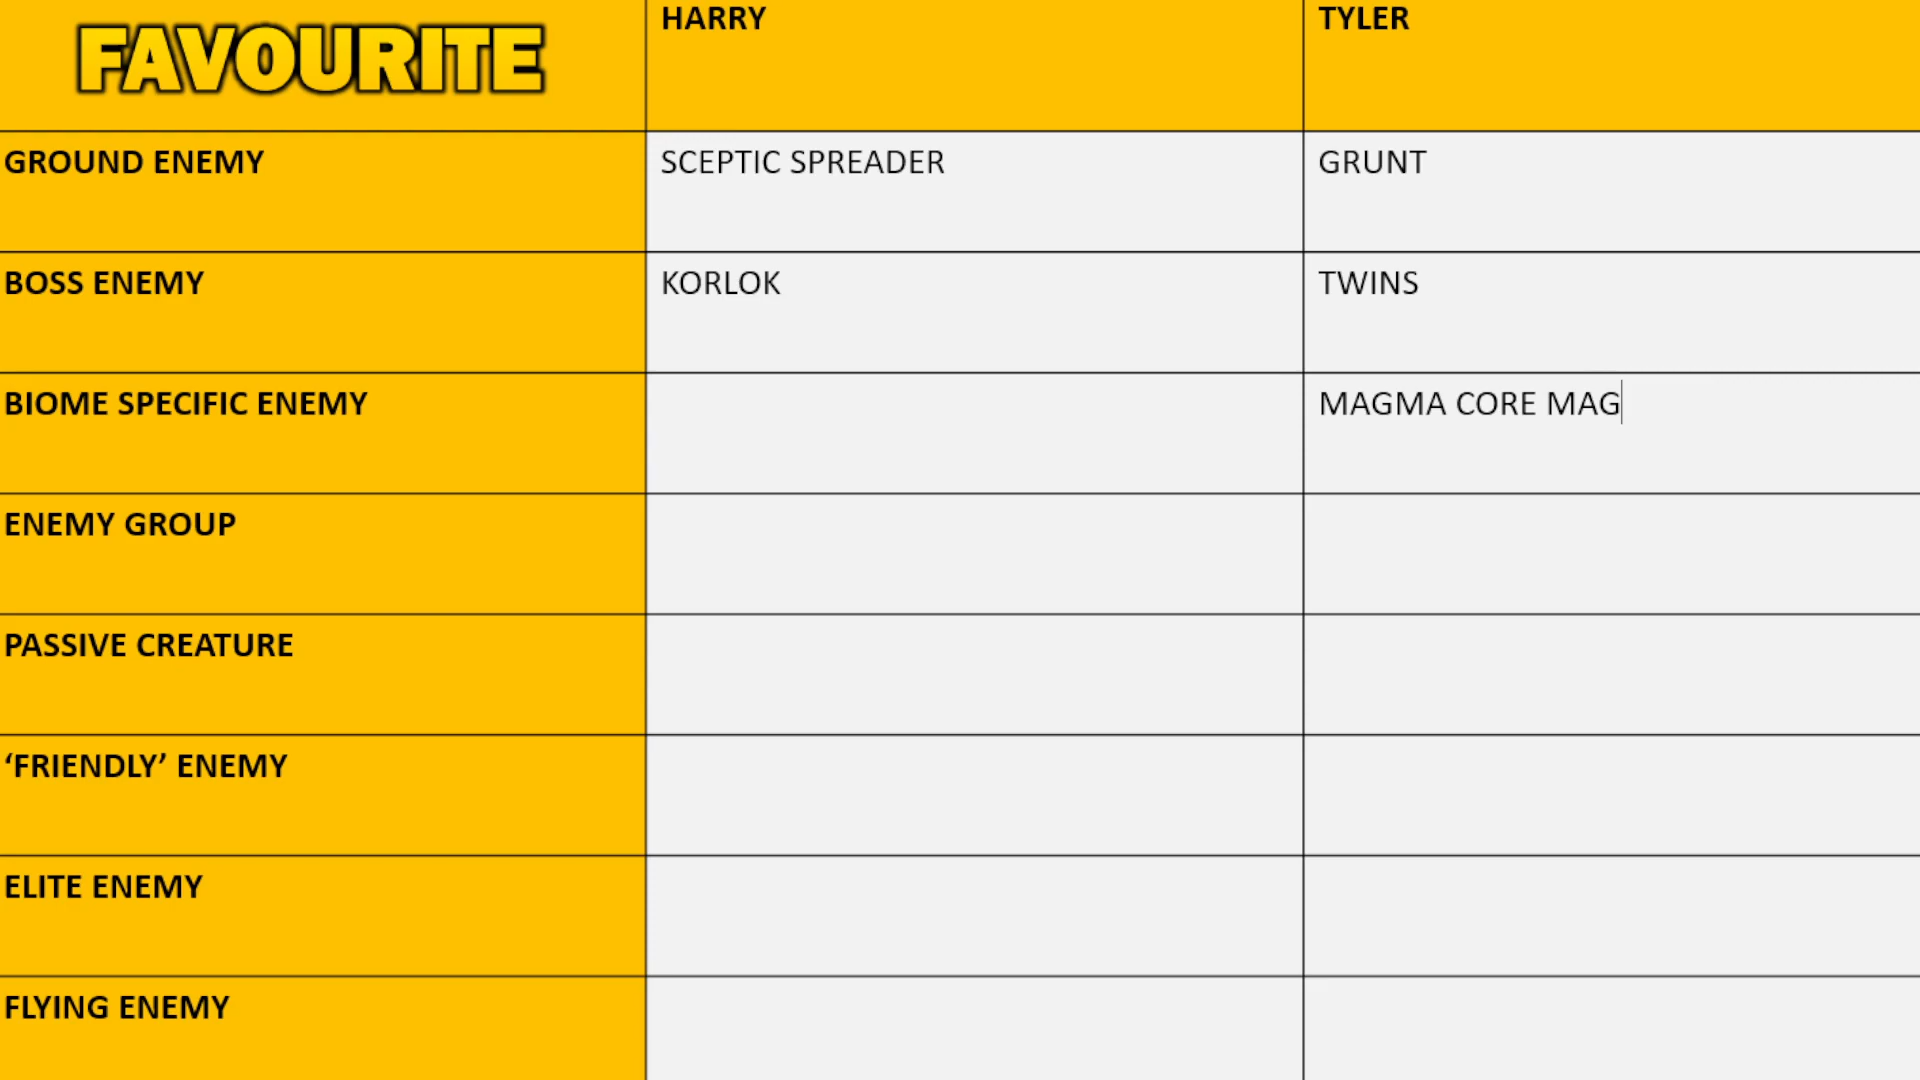 FAVOURITE
HARRY
TYLER
GROUND ENEMY
SCEPTIC SPREADER
GRUNT
BOSS ENEMY
KORLOK
TWINS
BIOME SPECIFIC ENEMY
MAGMA CORE MAG
ENEMY GROUP
PASSIVE CREATURE
‘FRIENDLY’ ENEMY
ELITE ENEMY
FLYING ENEMY